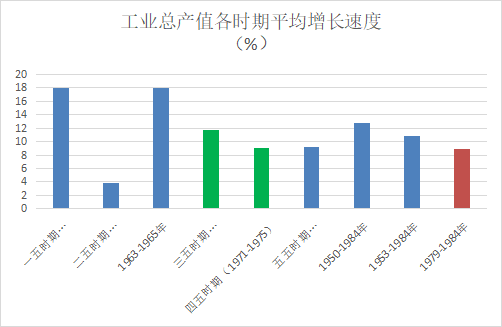 工业总产值各时期平均增长速度
（%）
20
18
16
14
12
10
8
6
4
2
0
一五时期…
二五时期…
1963-1965年
三五时期…
四五时期（1971-1975）
五五时期…
1950-1984年
1953-1984年
1979-1984年